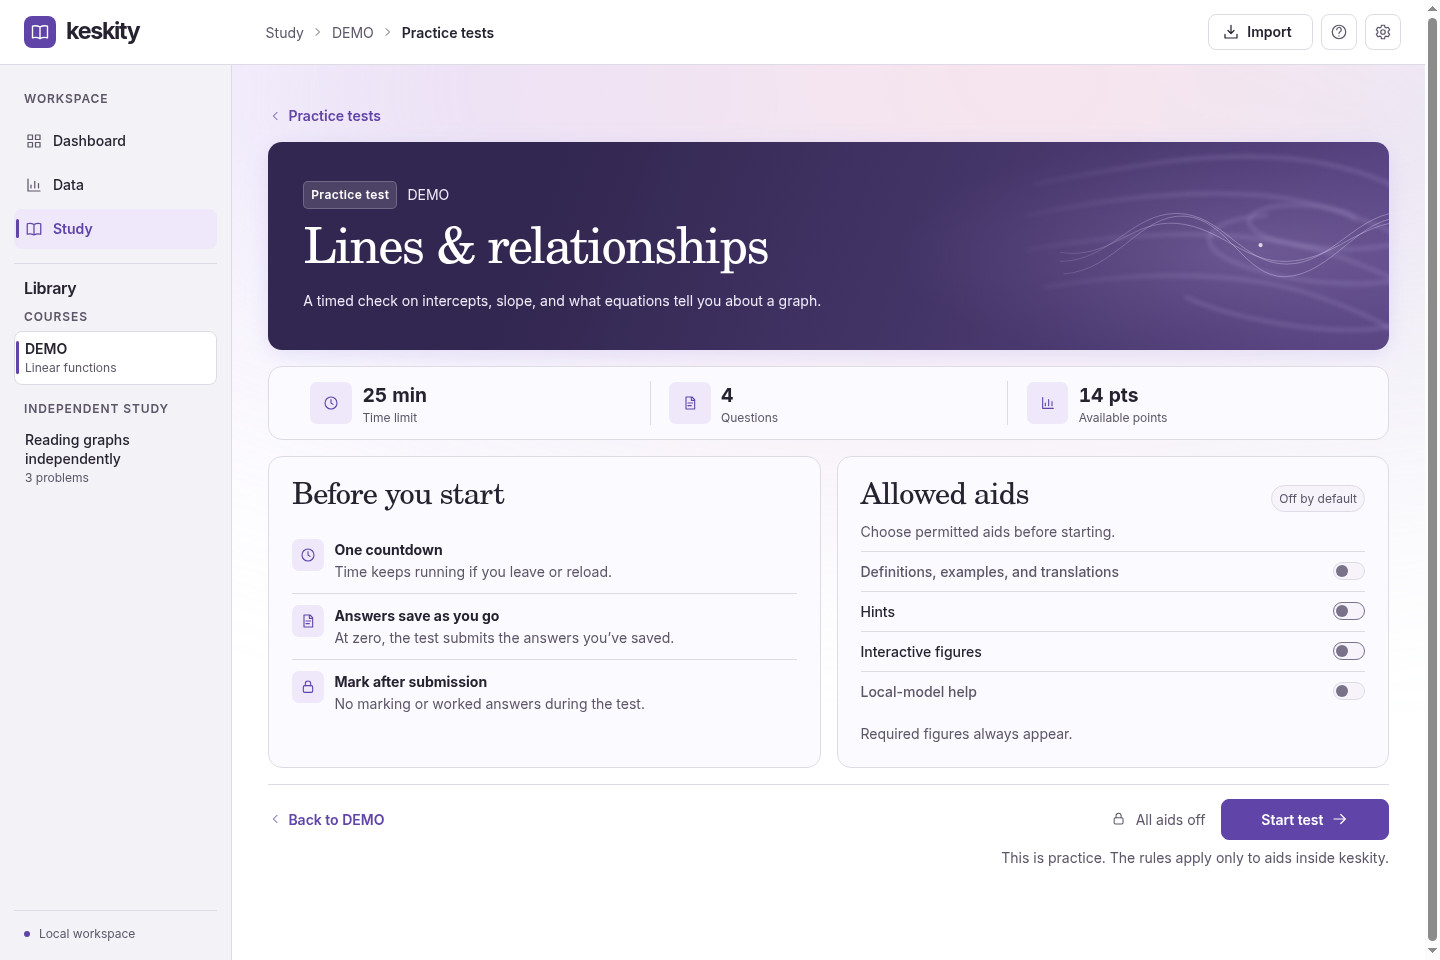 keskity
Study > DEMO > Practice tests
Import
WORKSPACE
Dashboard
Data
Study
Library
COURSES
DEMO
Linear functions
INDEPENDENT STUDY
Reading graphs
independently
3 problems
Local workspace
Practice tests
Practice test DEMO
Lines & relationships
A timed check on intercepts, slope, and what equations tell you about a graph.
25 min
Time limit
4
Questions
14 pts
Available points
Before you start
One countdown
Time keeps running if you leave or reload.
Answers save as you go
At zero, the test submits the answers you’ve saved.
Mark after submission
No marking or worked answers during the test.
Allowed aids
Off by default
Choose permitted aids before starting.
Definitions, examples, and translations
Hints
Interactive figures
Local-model help
Required figures always appear.
Back to DEMO
All aids off
Start test
This is practice. The rules apply only to aids inside keskity.